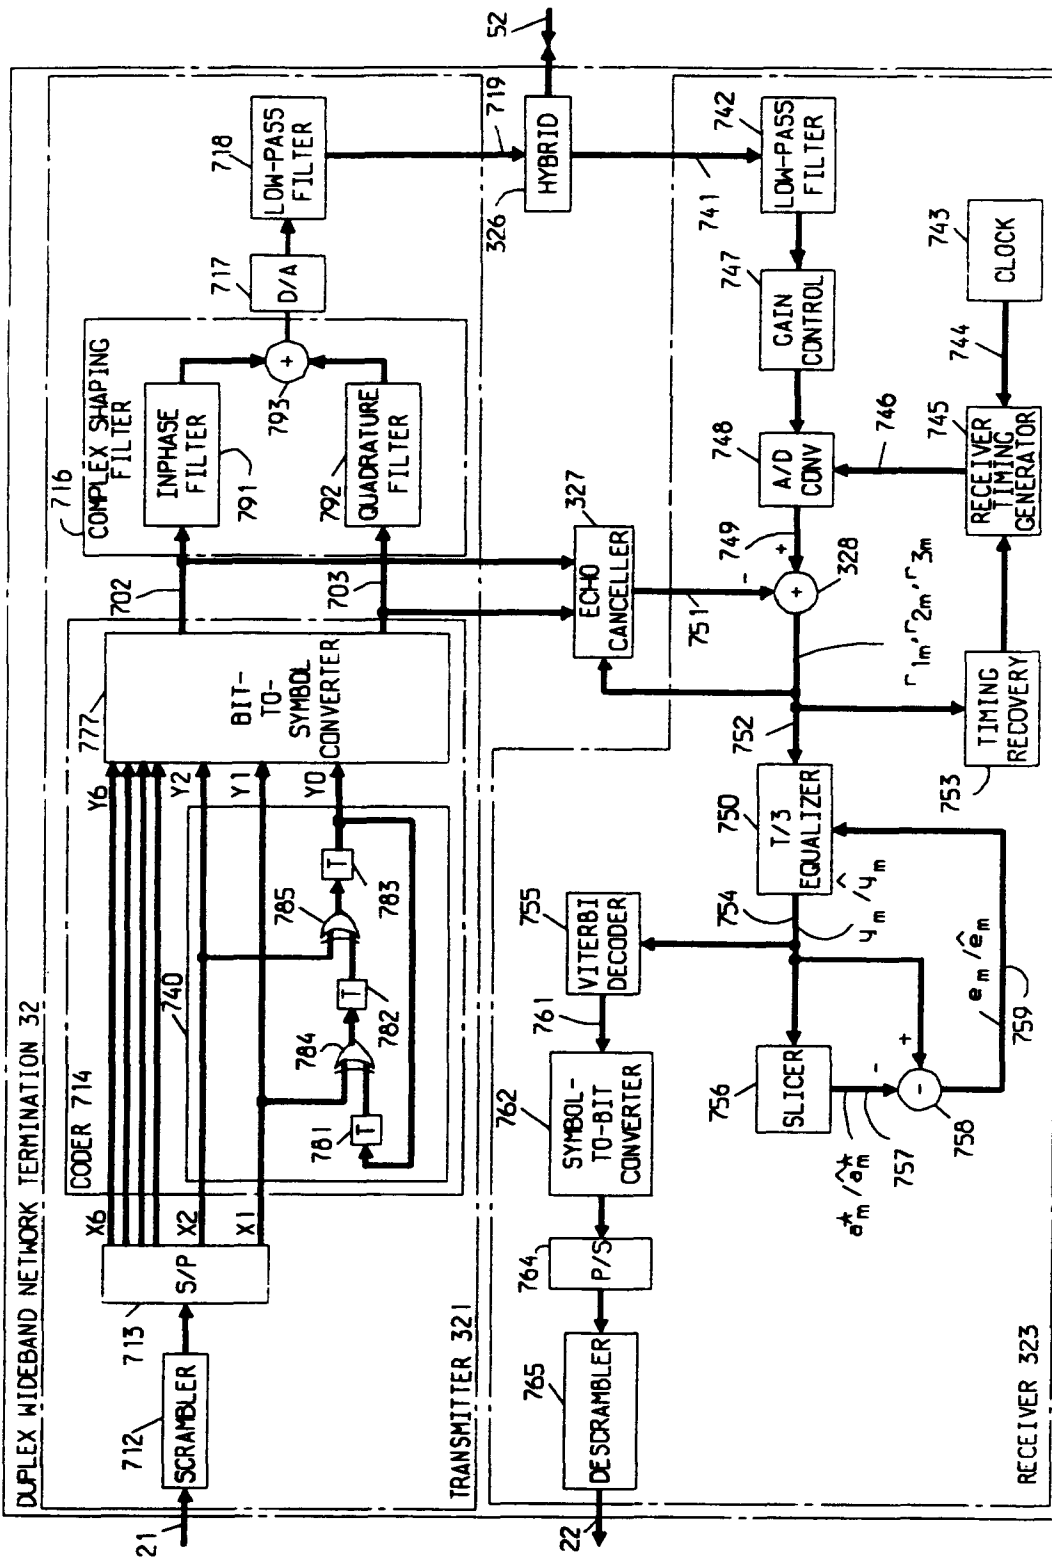 DUPLEX WIDEBAND NETWORK TERMINATION 32
21
SCRAMBLER
712
S/P
713
X6
X2
X1
CODER 714
740
T
781
784
T
782
785
T
783
Y6
Y2
Y1
Y0
777
BIT-
TO-
SYMBOL
CONVERTER
702
703
716
COMPLEX SHAPING
FILTER
INPHASE
FILTER
791
792
QUADRATURE
FILTER
+
793
717
D/A
718
LOW-PASS
FILTER
TRANSMITTER 321
719
326
HYBRID
52
741
742
LOW-PASS
FILTER
747
GAIN
CONTROL
748
A/D
CONV
749
+
-
+
328
327
ECHO
CANCELLER
751
743
CLOCK
744
745
RECEIVER
TIMING
GENERATOR
746
r1m, r2m, r3m
753
TIMING
RECOVERY
752
750
T/3
EQUALIZER
754
ym/ŷm
755
VITERBI
DECODER
761
762
SYMBOL-
TO-BIT
CONVERTER
764
P/S
765
DESCRAMBLER
22
756
SLICER
-
+
-
758
757
a*m/â*m
em/êm
759
RECEIVER 323